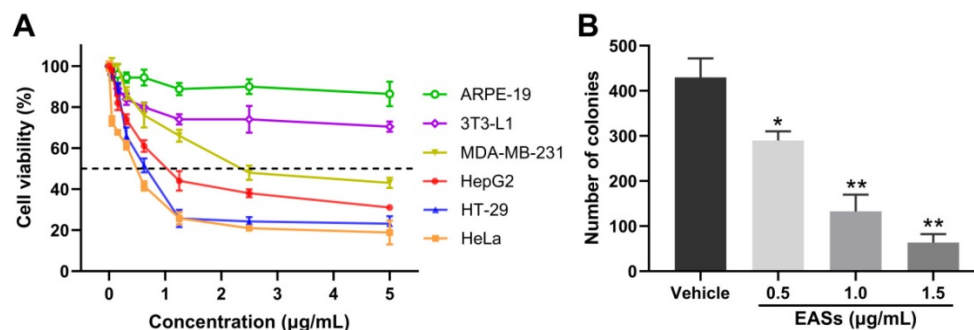 A
Cell viability (%)
120
100
80
60
40
20
0
0 1 2 3 4 5
Concentration (µg/mL)
ARPE-19
3T3-L1
MDA-MB-231
HepG2
HT-29
HeLa
B
Number of colonies
500
400
300
200
100
0
*
**
**
Vehicle 0.5 1.0 1.5
EASs (µg/mL)